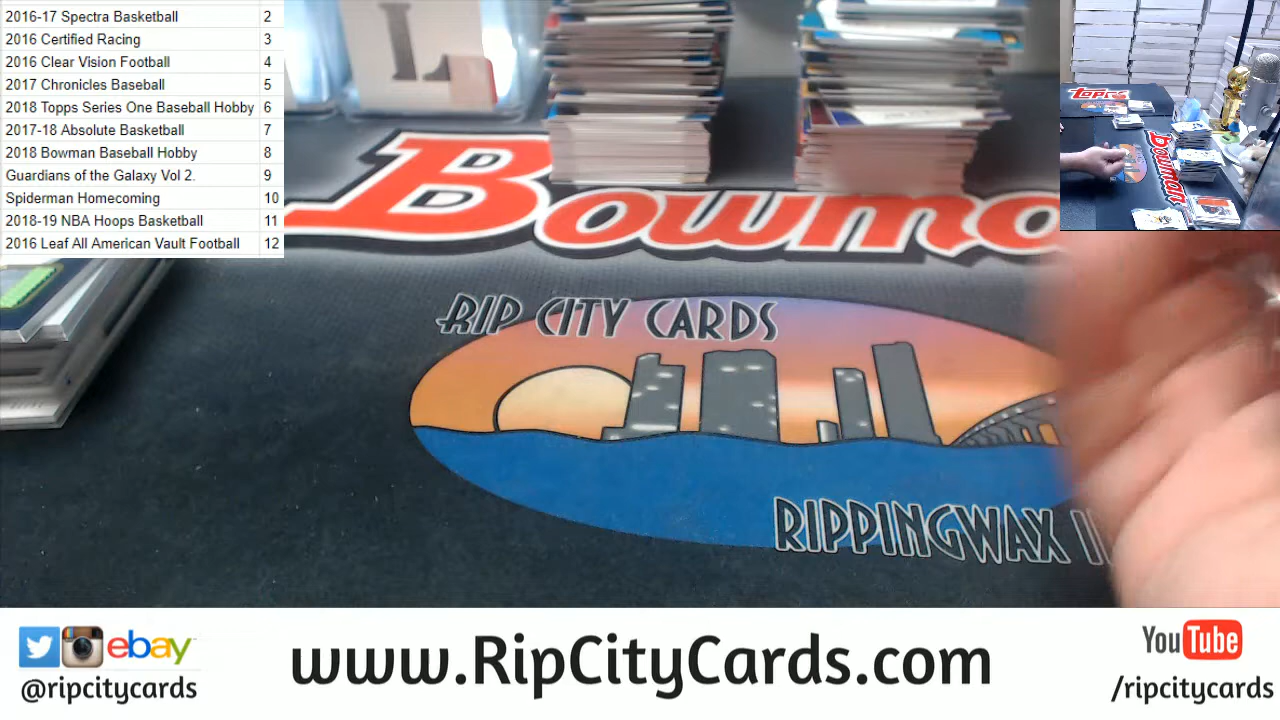 2016-17 Spectra Basketball 2
2016 Certified Racing 3
2016 Clear Vision Football 4
2017 Chronicles Baseball 5
2018 Topps Series One Baseball Hobby 6
2017-18 Absolute Basketball 7
2018 Bowman Baseball Hobby 8
Guardians of the Galaxy Vol 2. 9
Spiderman Homecoming 10
2018-19 NBA Hoops Basketball 11
2016 Leaf All American Vault Football 12
L
topps
Bowman
Bowma
RIP CITY CARDS
RIPPINGWAX
ebay
@ripcitycards
www.RipCityCards.com
YouTube
/ripcitycards